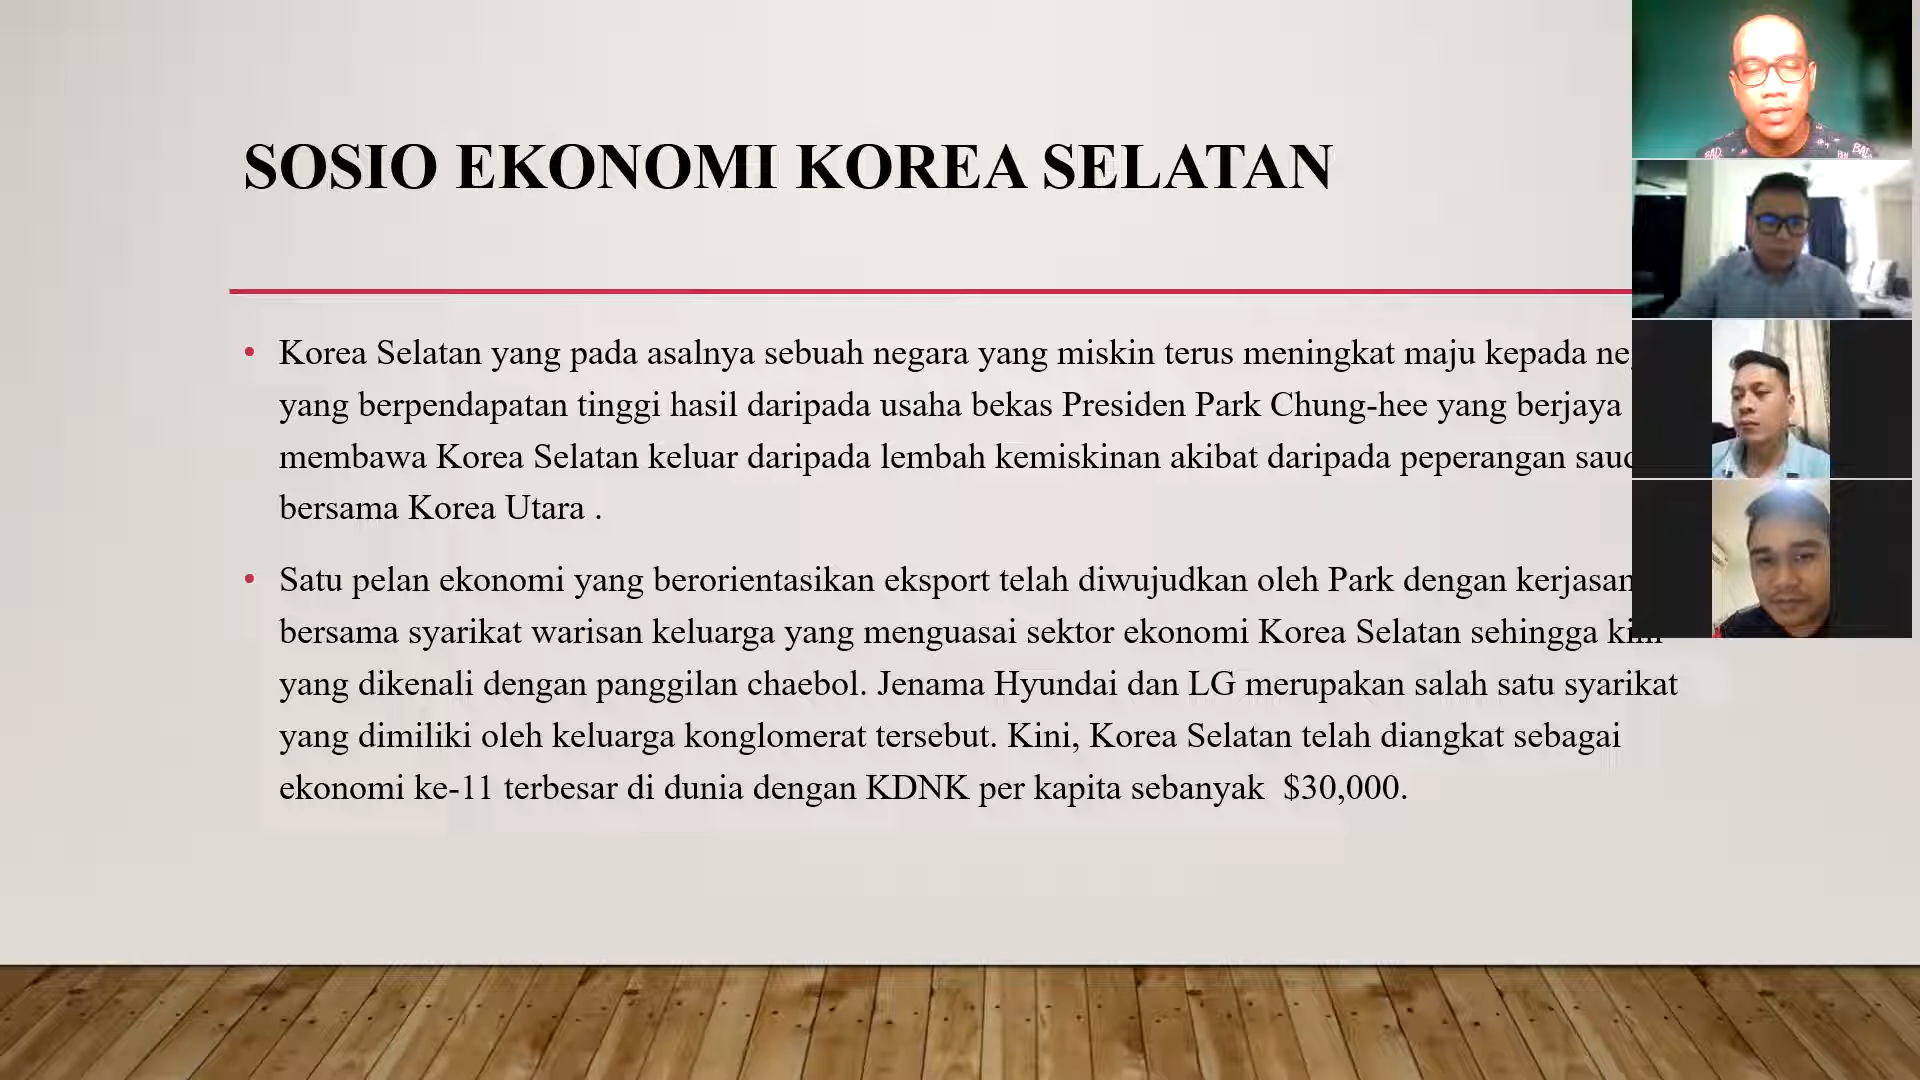 SOSIO EKONOMI KOREA SELATAN
• Korea Selatan yang pada asalnya sebuah negara yang miskin terus meningkat maju kepada
yang berpendapatan tinggi hasil daripada usaha bekas Presiden Park Chung-hee yang berjaya
membawa Korea Selatan keluar daripada lembah kemiskinan akibat daripada peperangan
bersama Korea Utara .
• Satu pelan ekonomi yang berorientasikan eksport telah diwujudkan oleh Park dengan
bersama syarikat warisan keluarga yang menguasai sektor ekonomi Korea Selatan sehingga
yang dikenali dengan panggilan chaebol. Jenama Hyundai dan LG merupakan salah satu syarikat
yang dimiliki oleh keluarga konglomerat tersebut. Kini, Korea Selatan telah diangkat sebagai
ekonomi ke-11 terbesar di dunia dengan KDNK per kapita sebanyak $30,000.